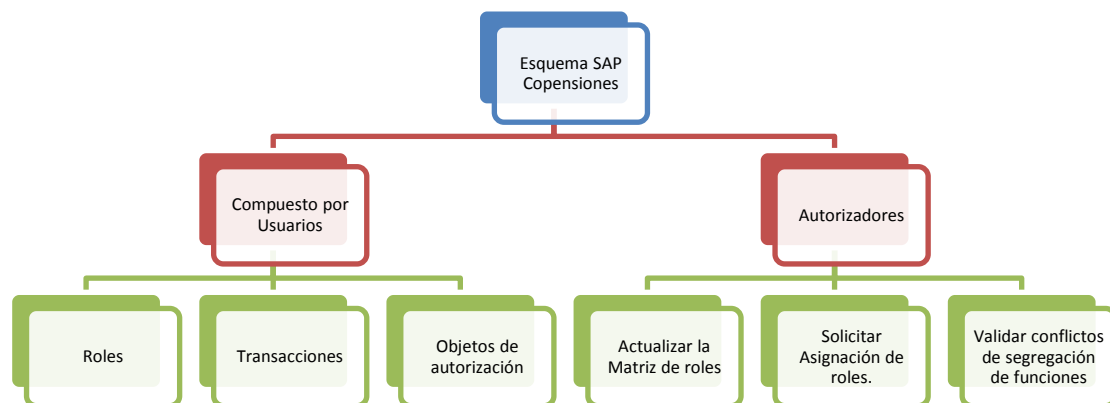 Esquema SAP
Copensiones
Compuesto por
Usuarios
Autorizadores
Roles
Transacciones
Objetos de
autorización
Actualizar la
Matriz de roles
Solicitar
Asignación de
roles.
Validar conflictos
de segregación
de funciones